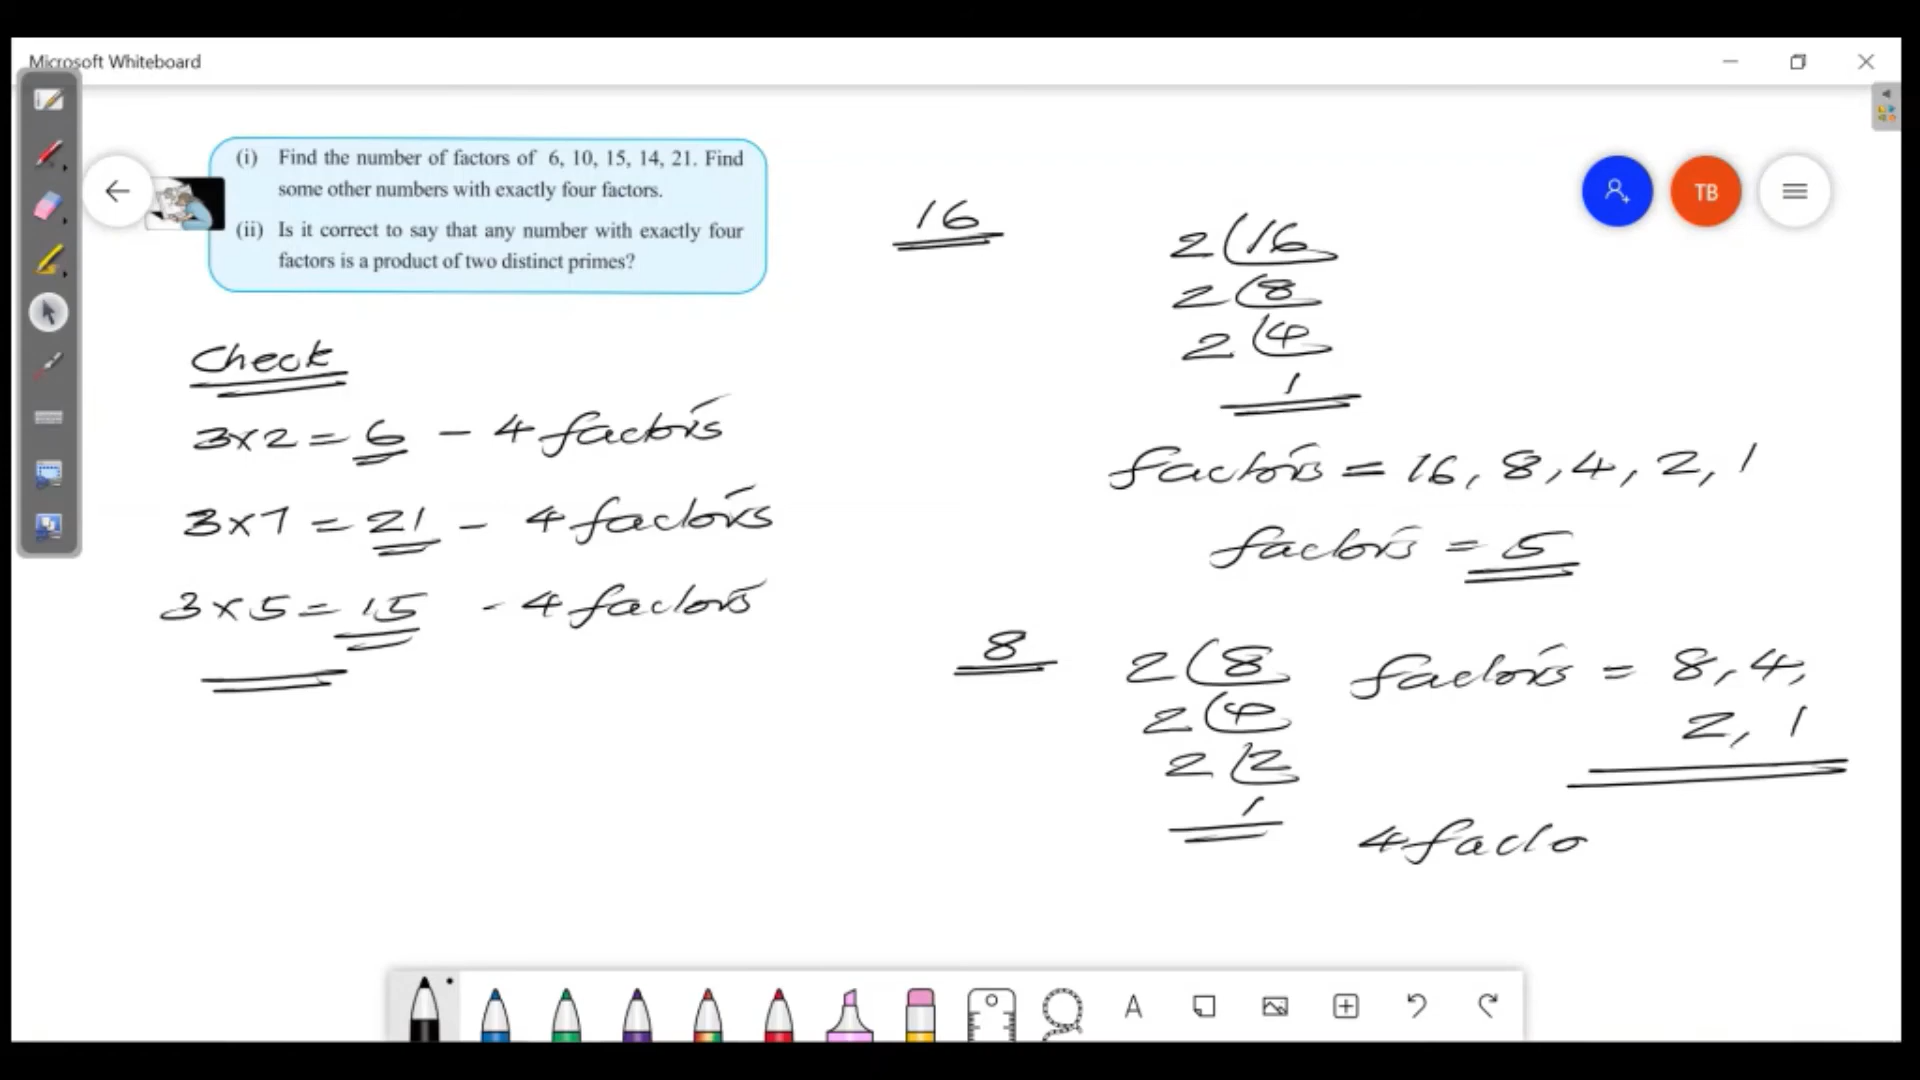 Microsoft Whiteboard
(i) Find the number of factors of 6, 10, 15, 14, 21. Find
some other numbers with exactly four factors.
(ii) Is it correct to say that any number with exactly four
factors is a product of two distinct primes?
TB
Check
3×2 = 6 - 4 factors
3×7 = 21 - 4 factors
3×5 = 15 - 4 factors
16
2 16
2 8
2 4
1
factors = 16, 8, 4, 2, 1
factors = 5
8
2 8
2 4
2 2
1
factors = 8, 4,
2, 1
4 facto
A